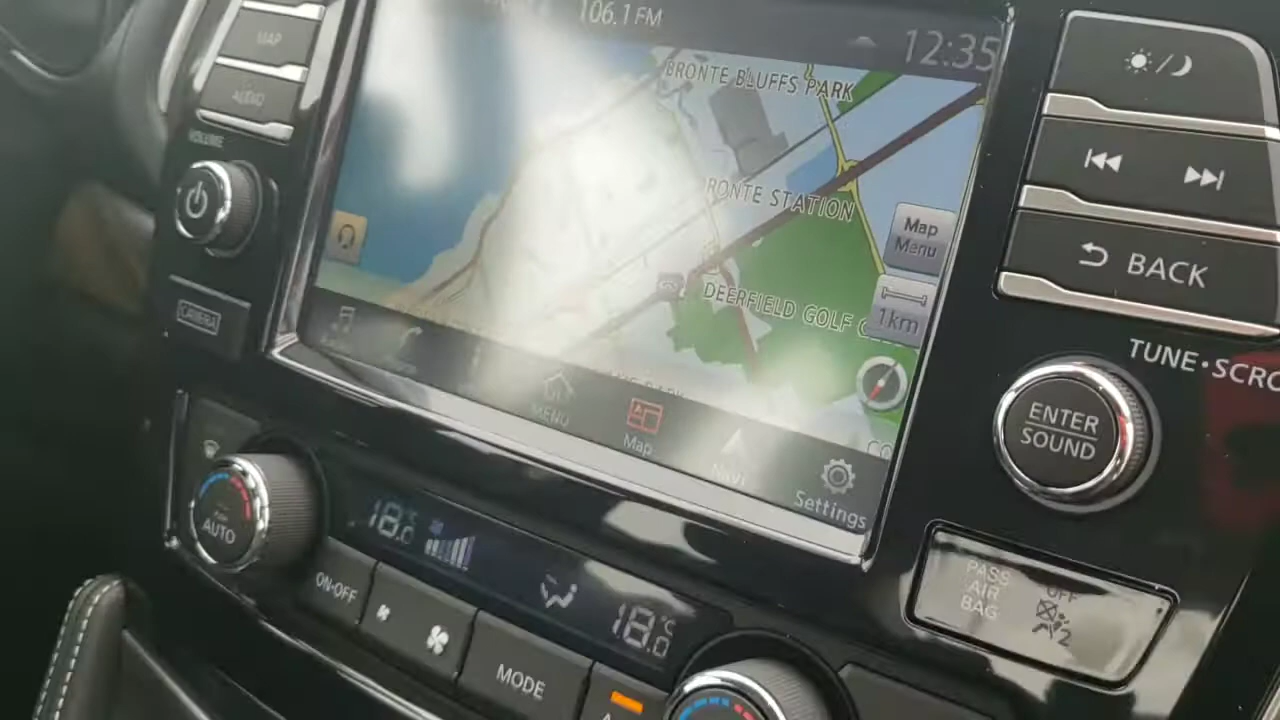 106.1 FM
12:35
MAP
AUDIO
VOLUME
CAMERA
BRONTE BLUFFS PARK
RONTE STATION
DEERFIELD GOLF C
Map
Menu
1km
MENU
Map
NAVI
Settings
CO
BACK
TUNE•SCRO
ENTER
SOUND
PASS
AIR
BAG
OFF
2
AUTO
18.0
°C
18.0
°C
ON•OFF
MODE
A